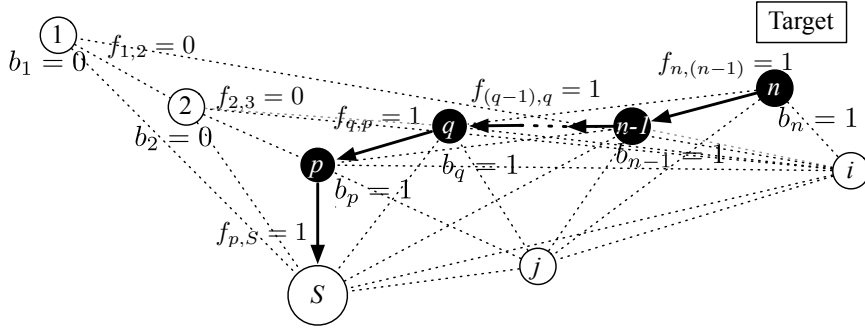 Target
1
f_{1,2} = 0
b_1 = 0
f_{n,(n−1)} = 1
n
2
f_{2,3} = 0
f_{(q−1),q} = 1
b_n = 1
f_{q,p} = 1
q
n-1
b_2 = 0
p
b_p = 1
b_q = 1
b_{n−1} = 1
i
f_{p,S} = 1
j
S